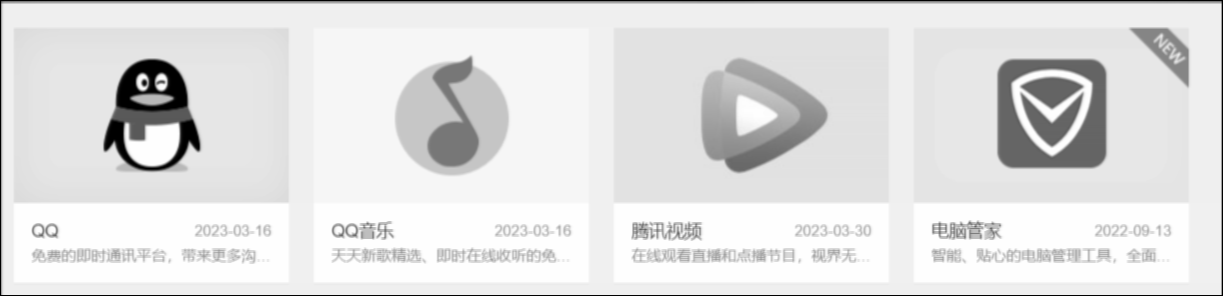 NEW
QQ 2023-03-16
免费的即时通讯平台，带来更多沟...
QQ音乐 2023-03-16
天天新歌精选、即时在线收听的免...
腾讯视频 2023-03-30
在线观看直播和点播节目，视界无...
电脑管家 2022-09-13
智能、贴心的电脑管理工具，全面...